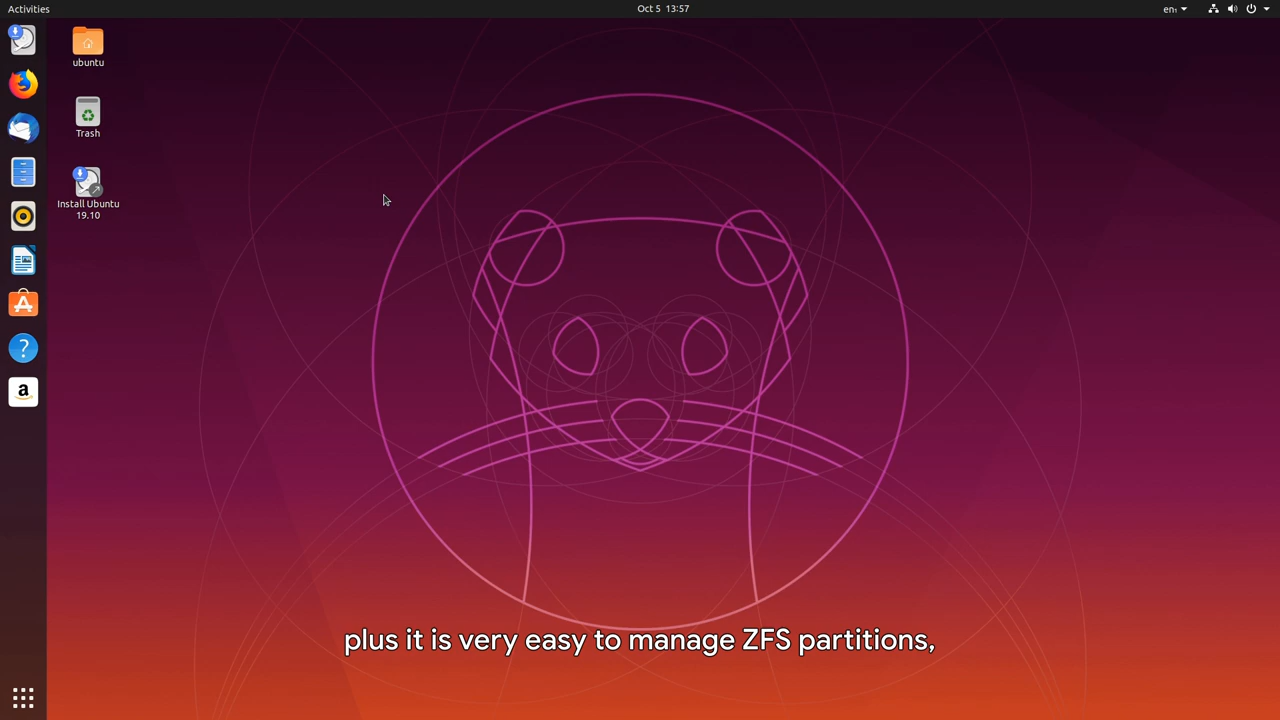 Activities
Oct 5 13:57
en₁
ubuntu
Trash
Install Ubuntu
19.10
?
a
plus it is very easy to manage ZFS partitions,